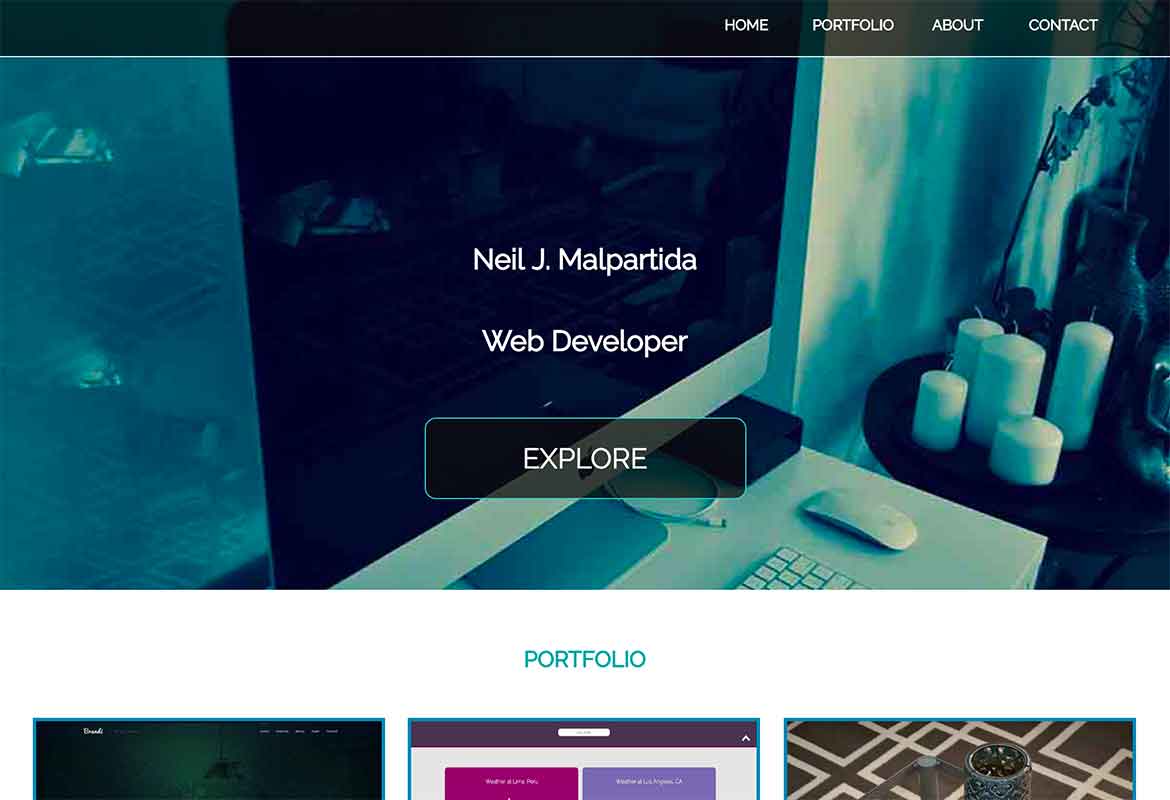 HOME PORTFOLIO ABOUT CONTACT
Neil J. Malpartida
Web Developer
EXPLORE
PORTFOLIO
Brandi
Weather at Lima, Peru
Weather at Los Angeles, CA